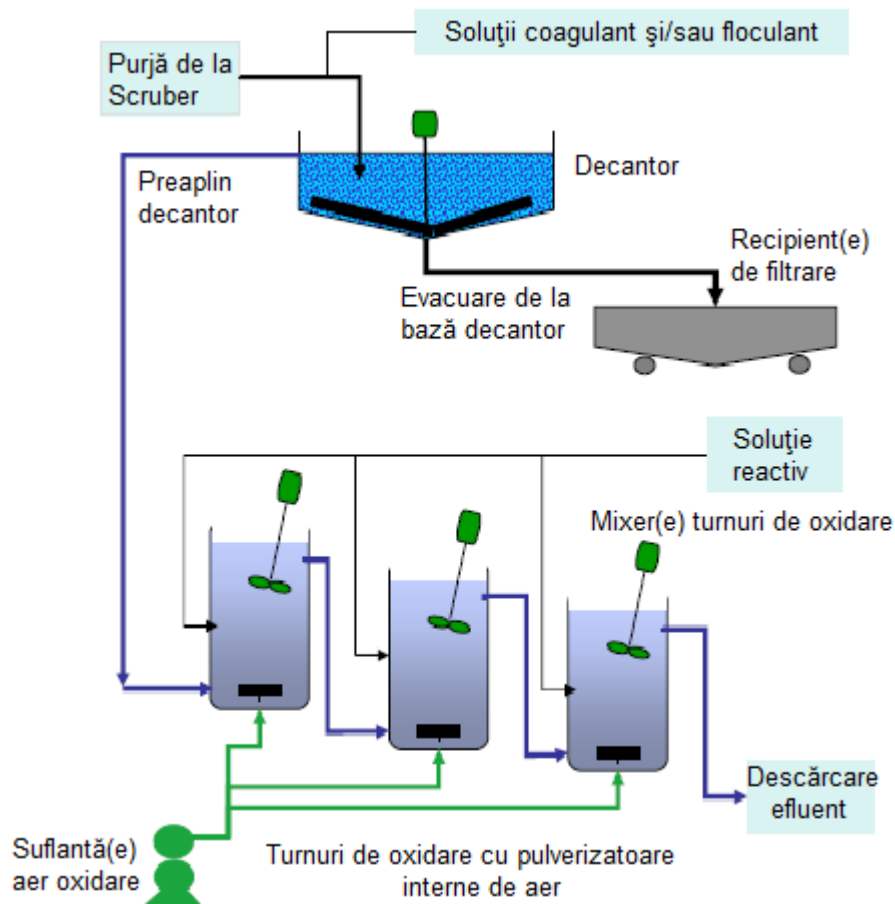 Soluţii coagulant şi/sau floculant
Purjă de la
Scruber
Decantor
Preaplin
decantor
Recipient(e)
de filtrare
Evacuare de la
bază decantor
Soluţie
reactiv
Mixer(e) turnuri de oxidare
Descărcare
efluent
Suflantă(e)
aer oxidare
Turnuri de oxidare cu pulverizatoare
interne de aer